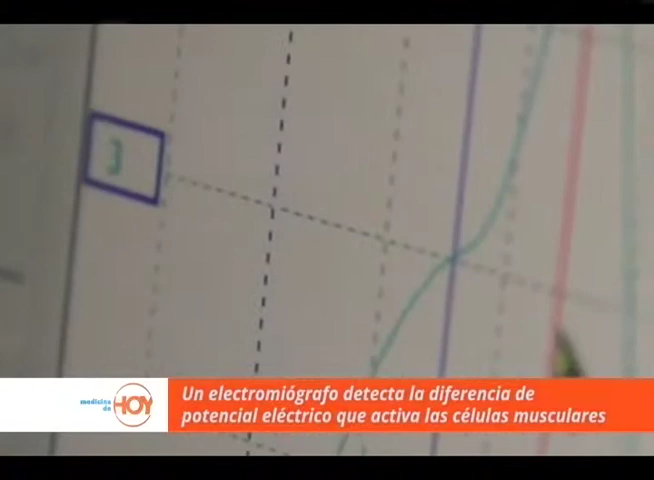 3
medicina
de
HOY
Un electromiógrafo detecta la diferencia de
potencial eléctrico que activa las células musculares